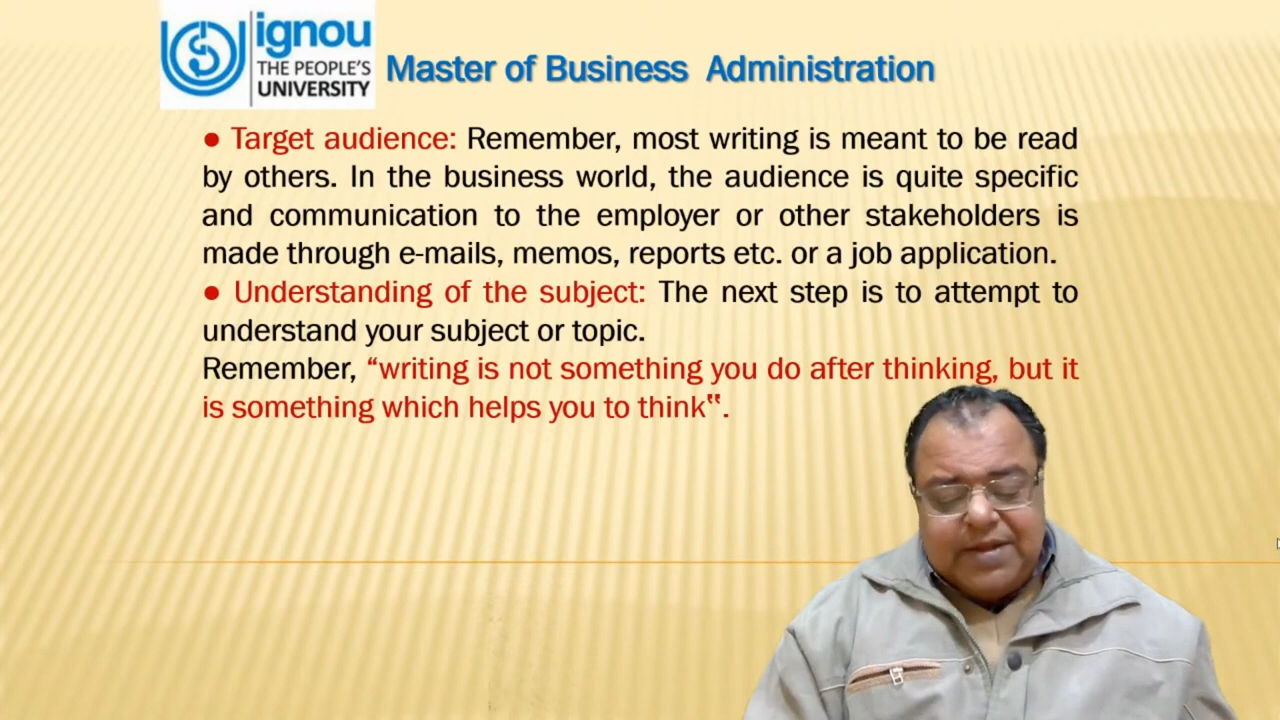 ignou
THE PEOPLE'S
UNIVERSITY
Master of Business Administration
● Target audience: Remember, most writing is meant to be read
by others. In the business world, the audience is quite specific
and communication to the employer or other stakeholders is
made through e-mails, memos, reports etc. or a job application.
● Understanding of the subject: The next step is to attempt to
understand your subject or topic.
Remember, “writing is not something you do after thinking, but it
is something which helps you to think‟.